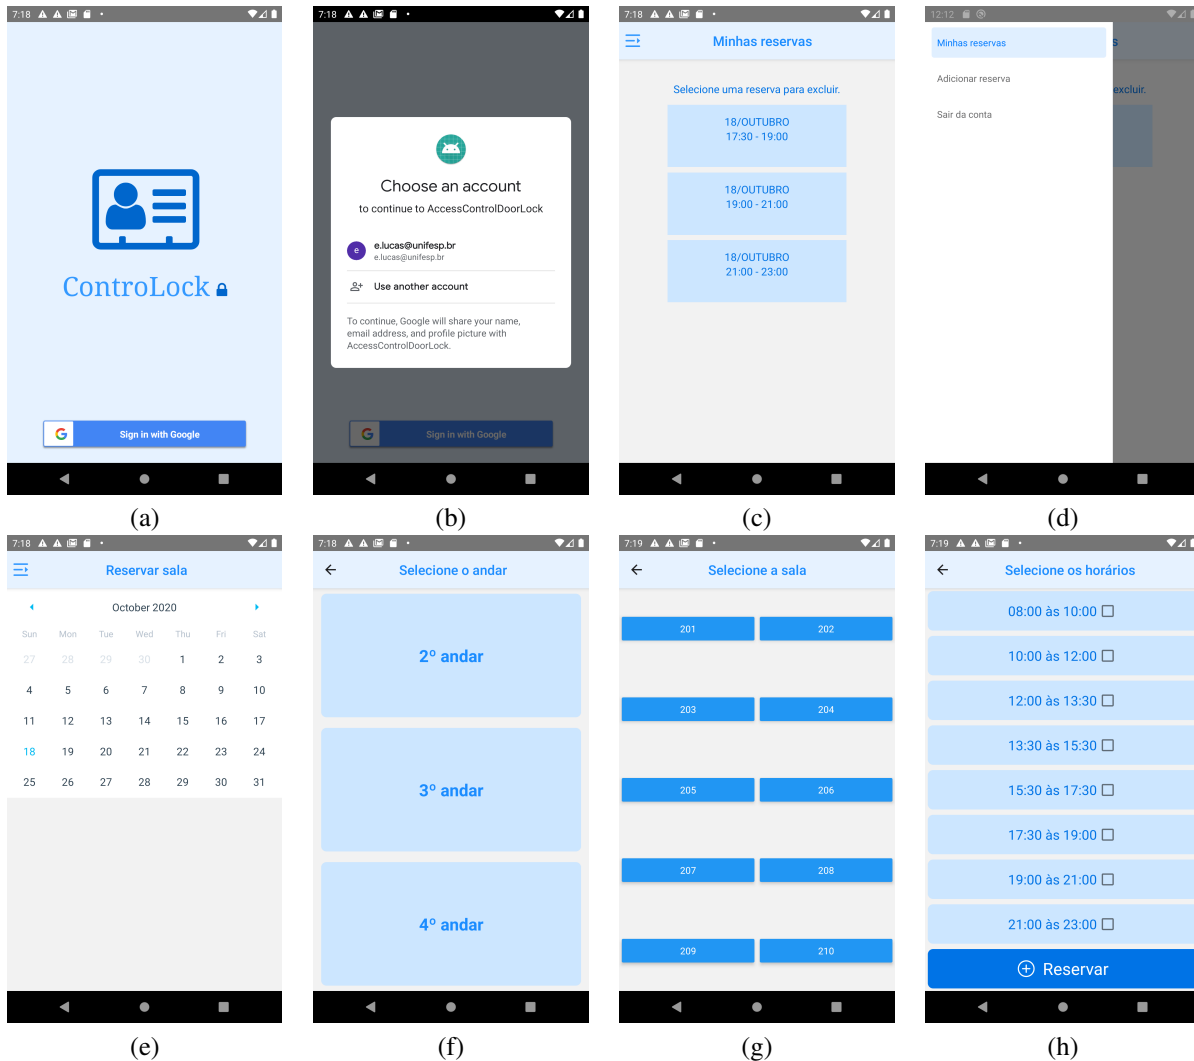 7:18
ControLock
Sign in with Google
(a)
7:18
Choose an account
to continue to AccessControlDoorLock
e
e.lucas@unifesp.br
e.lucas@unifesp.br
Use another account
To continue, Google will share your name,
email address, and profile picture with
AccessControlDoorLock.
Sign in with Google
(b)
7:18
Minhas reservas
Selecione uma reserva para excluir.
18/OUTUBRO
17:30 - 19:00
18/OUTUBRO
19:00 - 21:00
18/OUTUBRO
21:00 - 23:00
(c)
12:12
Minhas reservas
s
Adicionar reserva
excluir.
Sair da conta
(d)
7:18
Reservar sala
October 2020
Sun Mon Tue Wed Thu Fri Sat
27 28 29 30 1 2 3
4 5 6 7 8 9 10
11 12 13 14 15 16 17
18 19 20 21 22 23 24
25 26 27 28 29 30 31
(e)
7:18
Selecione o andar
2º andar
3º andar
4º andar
(f)
7:19
Selecione a sala
201 202
203 204
205 206
207 208
209 210
(g)
7:19
Selecione os horários
08:00 às 10:00
10:00 às 12:00
12:00 às 13:30
13:30 às 15:30
15:30 às 17:30
17:30 às 19:00
19:00 às 21:00
21:00 às 23:00
Reservar
(h)